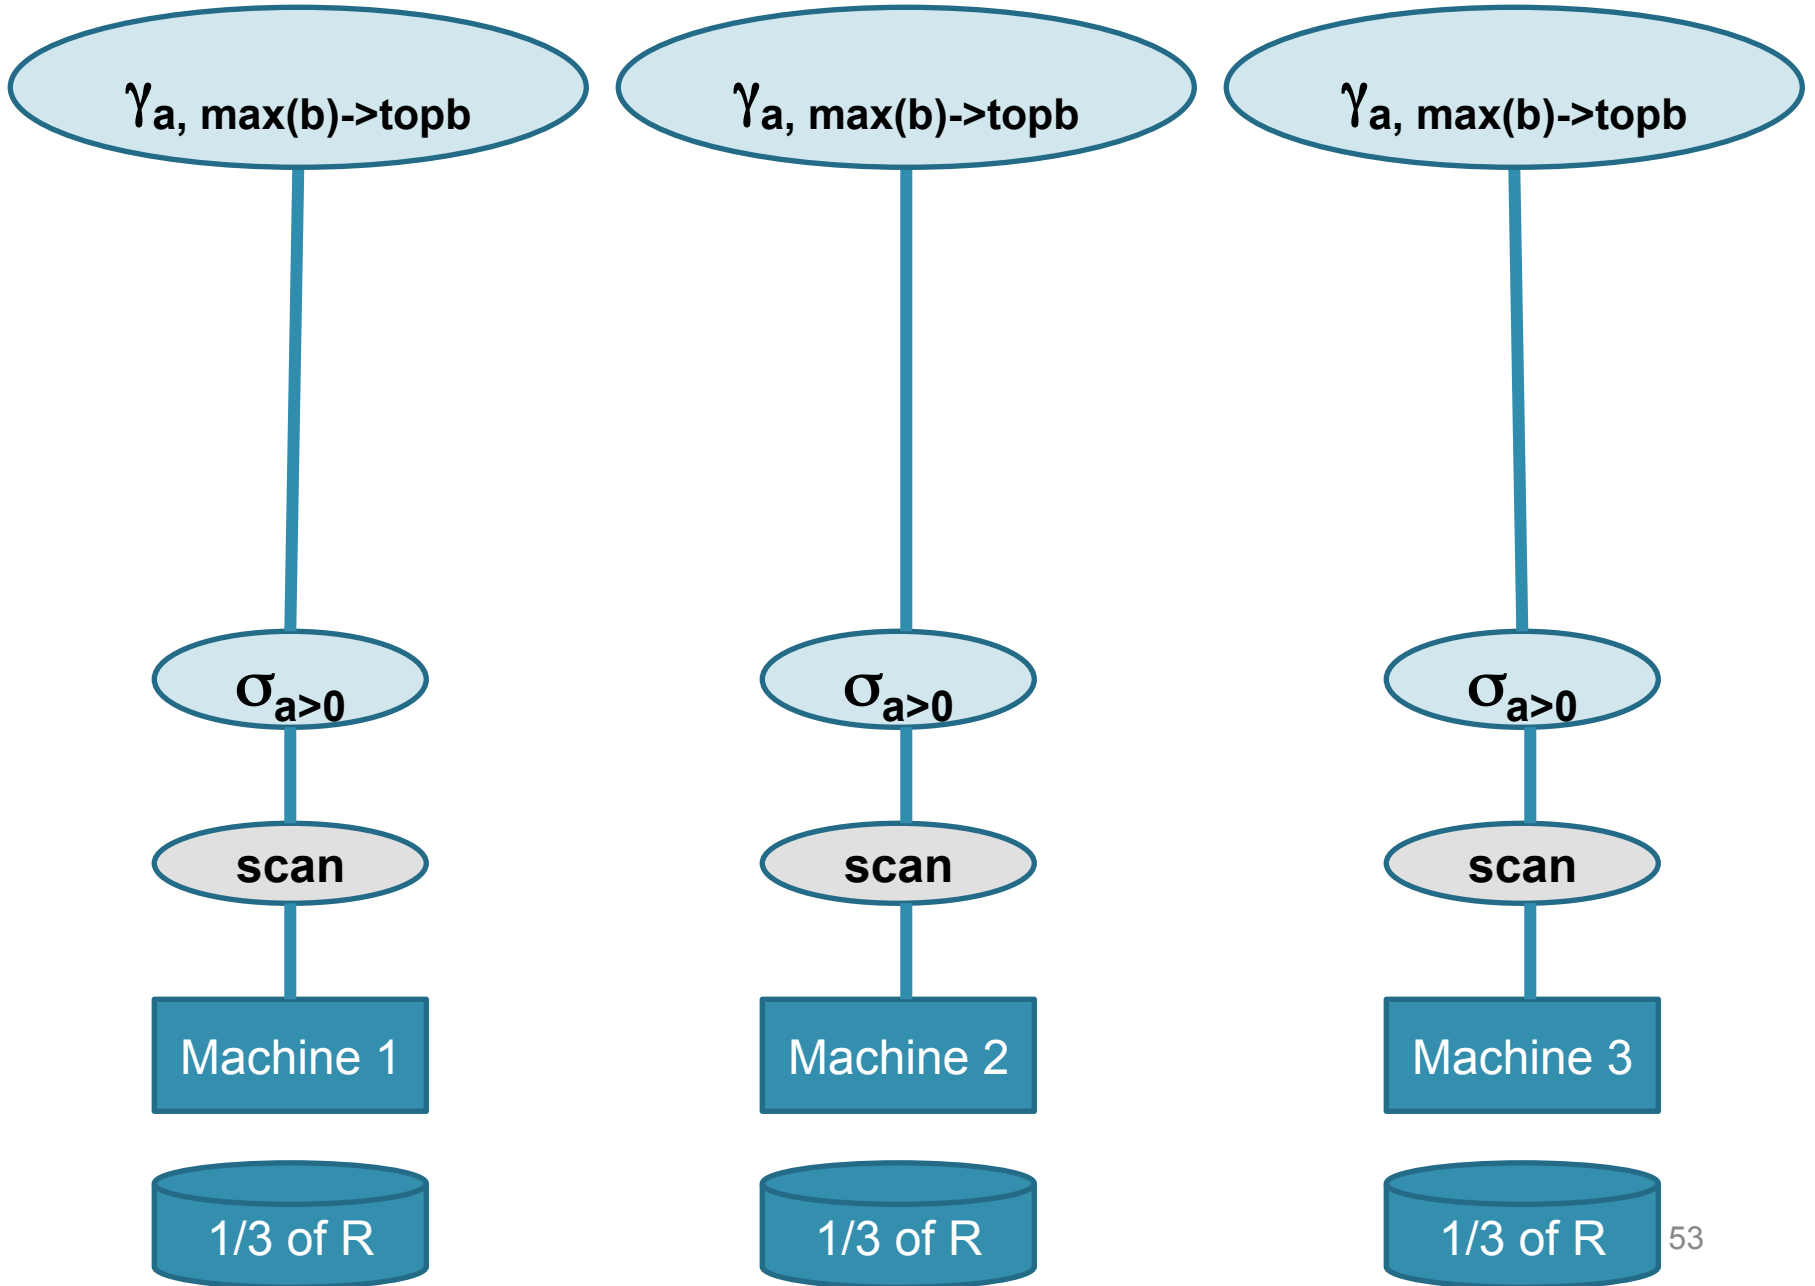 γa, max(b)->topb γa, max(b)->topb γa, max(b)->topb
σa>0 σa>0 σa>0
scan scan scan
Machine 1 Machine 2 Machine 3
1/3 of R 1/3 of R 1/3 of R 53